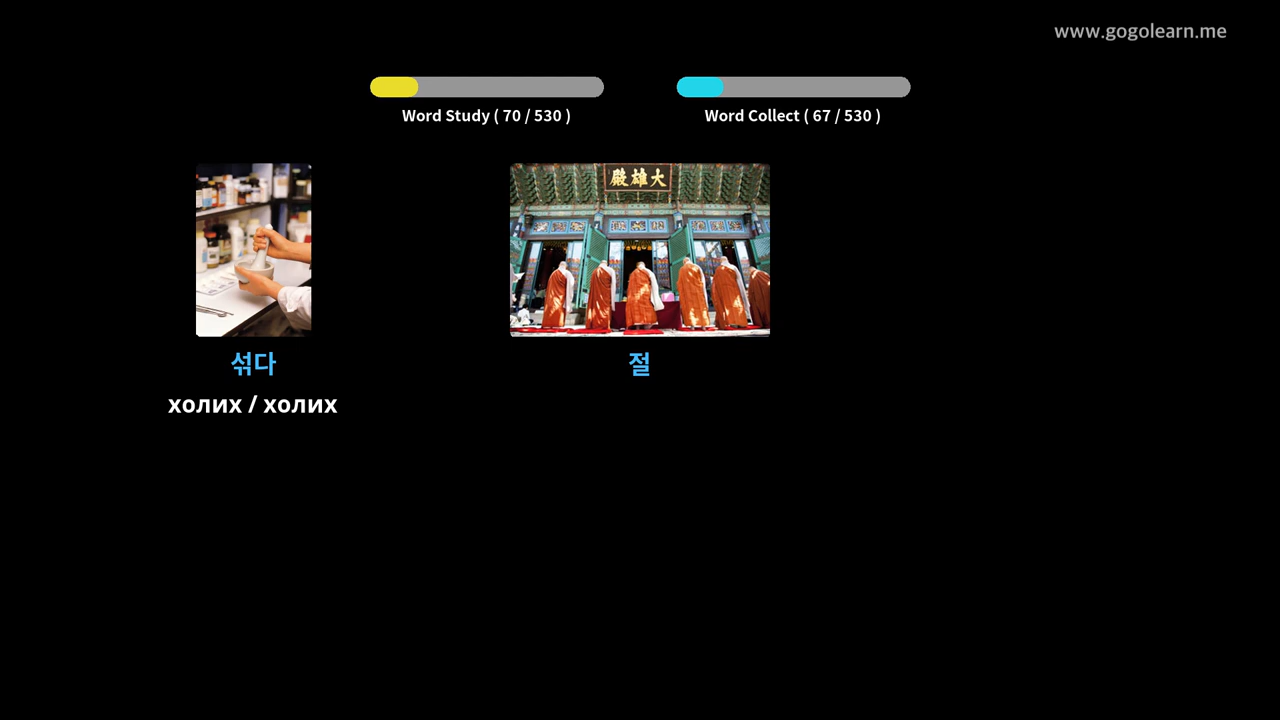 www.gogolearn.me
Word Study ( 70 / 530 )
Word Collect ( 67 / 530 )
大雄殿
섞다
절
холих / холих